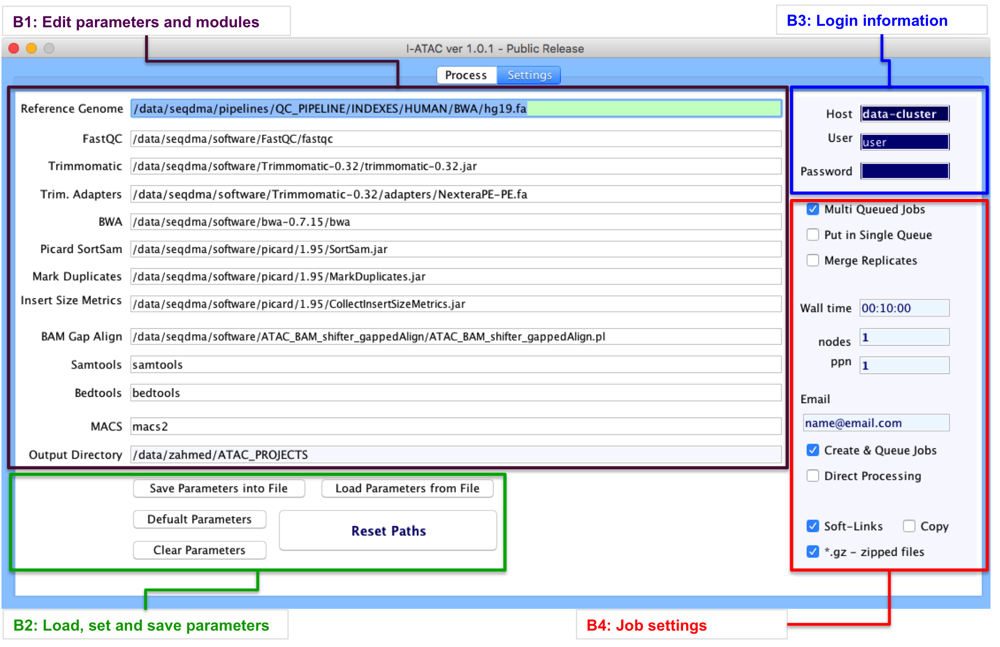 B1: Edit parameters and modules
B3: Login information
I-ATAC ver 1.0.1 - Public Release
Process Settings
Reference Genome /data/seqdma/pipelines/QC_PIPELINE/INDEXES/HUMAN/BWA/hg19.fa
FastQC /data/seqdma/software/FastQC/fastqc
Trimmomatic /data/seqdma/software/Trimmomatic-0.32/trimmomatic-0.32.jar
Trim. Adapters /data/seqdma/software/Trimmomatic-0.32/adapters/NexteraPE-PE.fa
BWA /data/seqdma/software/bwa-0.7.15/bwa
Picard SortSam /data/seqdma/software/picard/1.95/SortSam.jar
Mark Duplicates /data/seqdma/software/picard/1.95/MarkDuplicates.jar
Insert Size Metrics /data/seqdma/software/picard/1.95/CollectInsertSizeMetrics.jar
BAM Gap Align /data/seqdma/software/ATAC_BAM_shifter_gappedAlign/ATAC_BAM_shifter_gappedAlign.pl
Samtools samtools
Bedtools bedtools
MACS macs2
Output Directory /data/zahmed/ATAC_PROJECTS
Save Parameters into File Load Parameters from File
Defualt Parameters
Reset Paths
Clear Parameters
Host data-cluster
User user
Password
Multi Queued Jobs
Put in Single Queue
Merge Replicates
Wall time 00:10:00
nodes 1
ppn 1
Email
name@email.com
Create & Queue Jobs
Direct Processing
Soft-Links Copy
*.gz - zipped files
B2: Load, set and save parameters
B4: Job settings